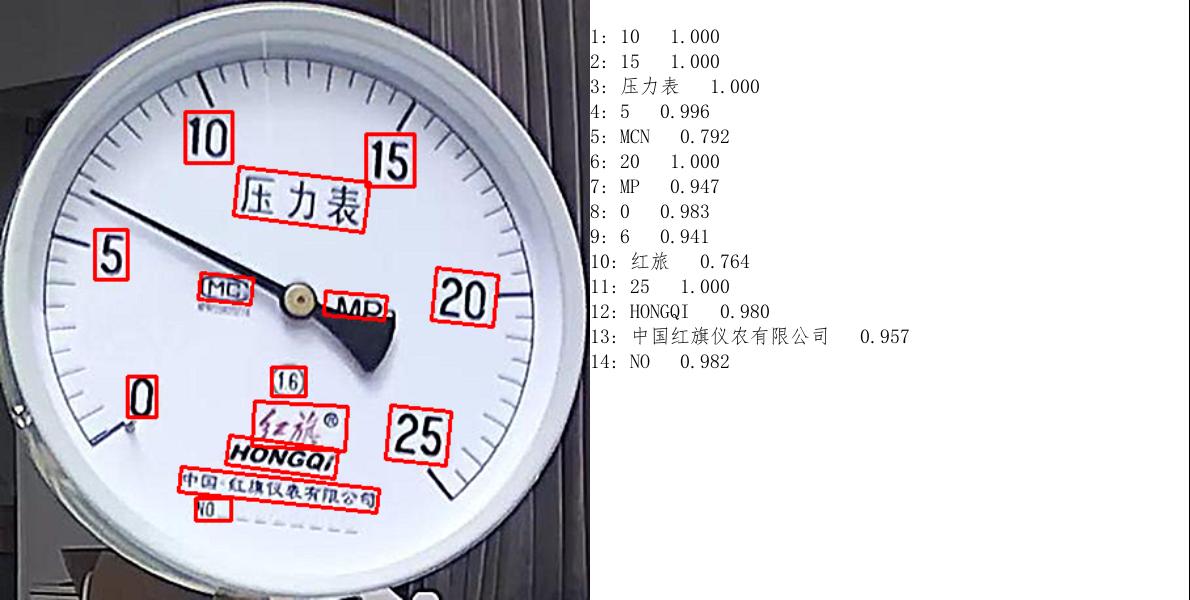 10
15
压力表
5
MC
20
MP
0
1.6
红旗®
HONGQi
25
中国·红旗仪表有限公司
NO
1: 10 1.000
2: 15 1.000
3: 压力表 1.000
4: 5 0.996
5: MCN 0.792
6: 20 1.000
7: MP 0.947
8: 0 0.983
9: 6 0.941
10: 红旅 0.764
11: 25 1.000
12: HONGQI 0.980
13: 中国红旗仪农有限公司 0.957
14: NO 0.982